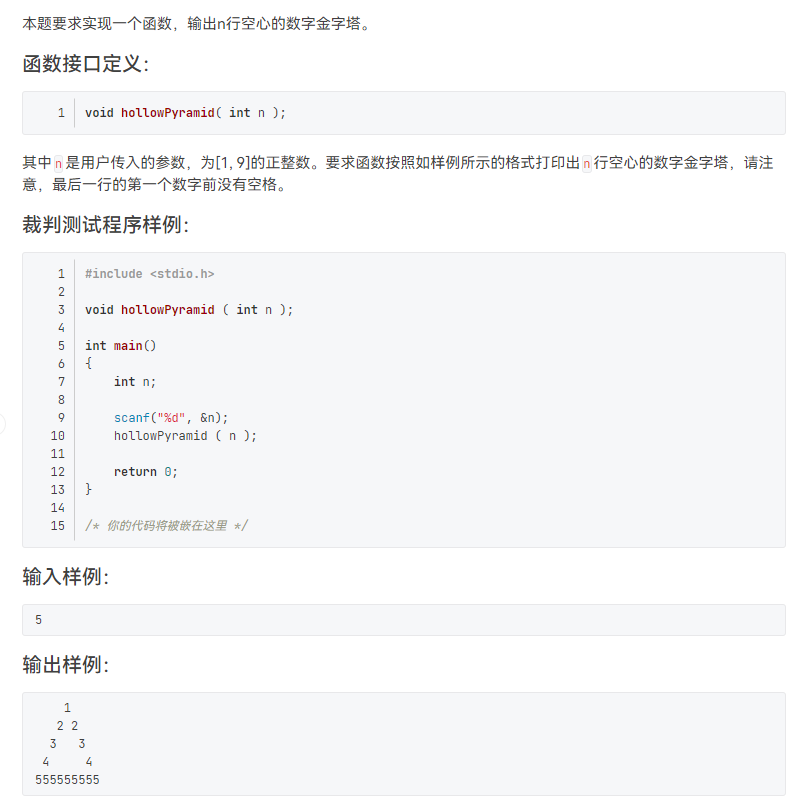 本题要求实现一个函数，输出n行空心的数字金字塔。
函数接口定义：
1 void hollowPyramid( int n );
其中n是用户传入的参数，为[1, 9]的正整数。要求函数按照如样例所示的格式打印出n行空心的数字金字塔，请注
意，最后一行的第一个数字前没有空格。
裁判测试程序样例：
1 #include <stdio.h>
2
3 void hollowPyramid ( int n );
4
5 int main()
6 {
7     int n;
8
9     scanf("%d", &n);
10     hollowPyramid ( n );
11
12     return 0;
13 }
14
15 /* 你的代码将被嵌在这里 */
输入样例：
5
输出样例：
    1
   2 2
  3   3
 4     4
555555555